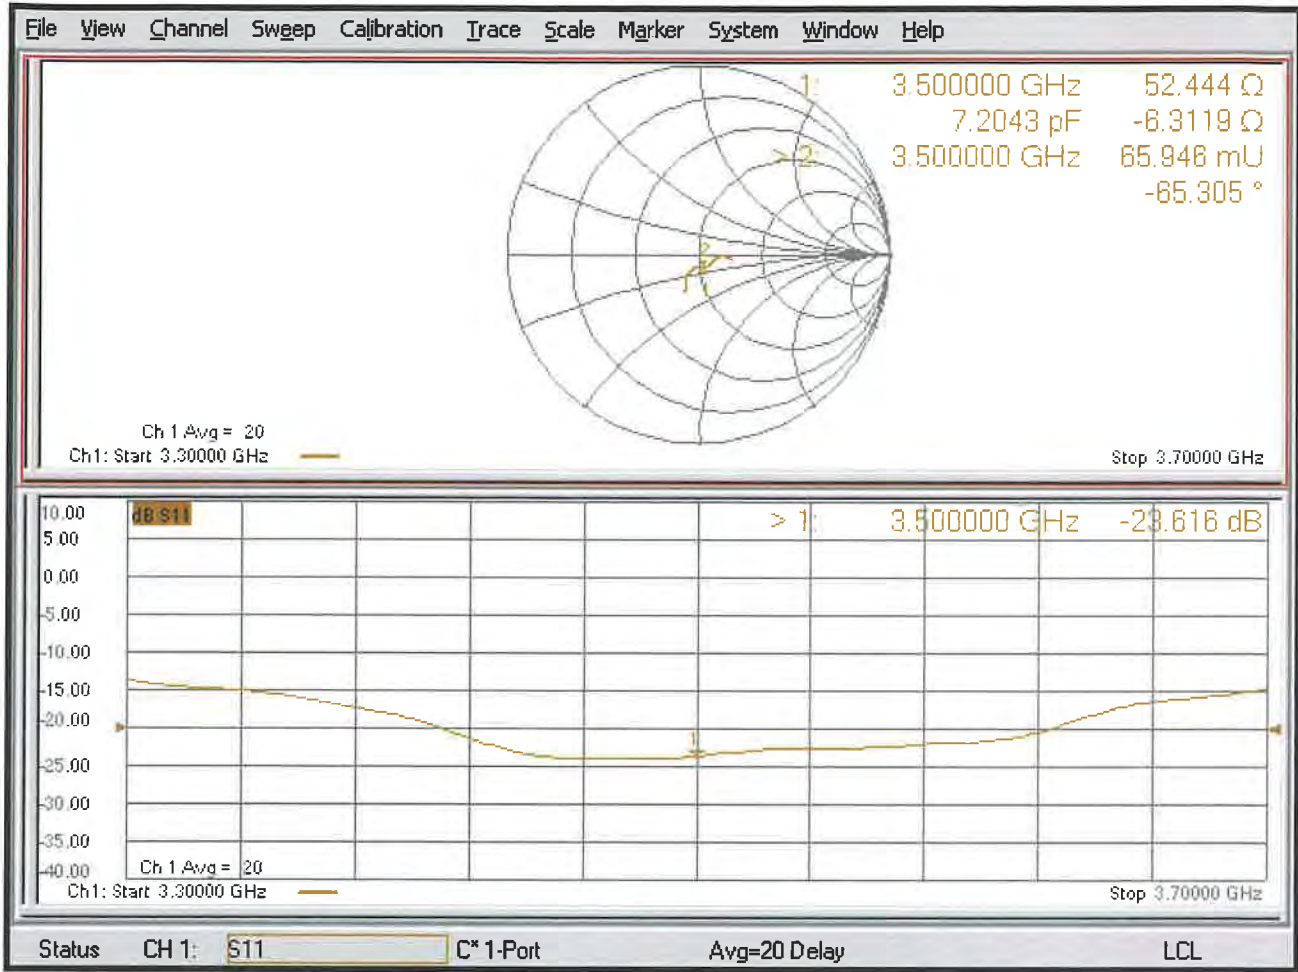 File View Channel Sweep Calibration Trace Scale Marker System Window Help
1: 3.500000 GHz 52.444 Ω
7.2043 pF -6.3119 Ω
> 2: 3.500000 GHz 65.946 mU
-65.305 °
2
1
Ch 1 Avg = 20
Ch1: Start 3.30000 GHz
Stop 3.70000 GHz
10.00
dB S11
> 1: 3.500000 GHz -23.616 dB
5.00
0.00
-5.00
-10.00
-15.00
-20.00
1
-25.00
-30.00
-35.00
-40.00
Ch 1 Avg = 20
Ch1: Start 3.30000 GHz
Stop 3.70000 GHz
Status CH 1: S11 C* 1-Port Avg=20 Delay LCL